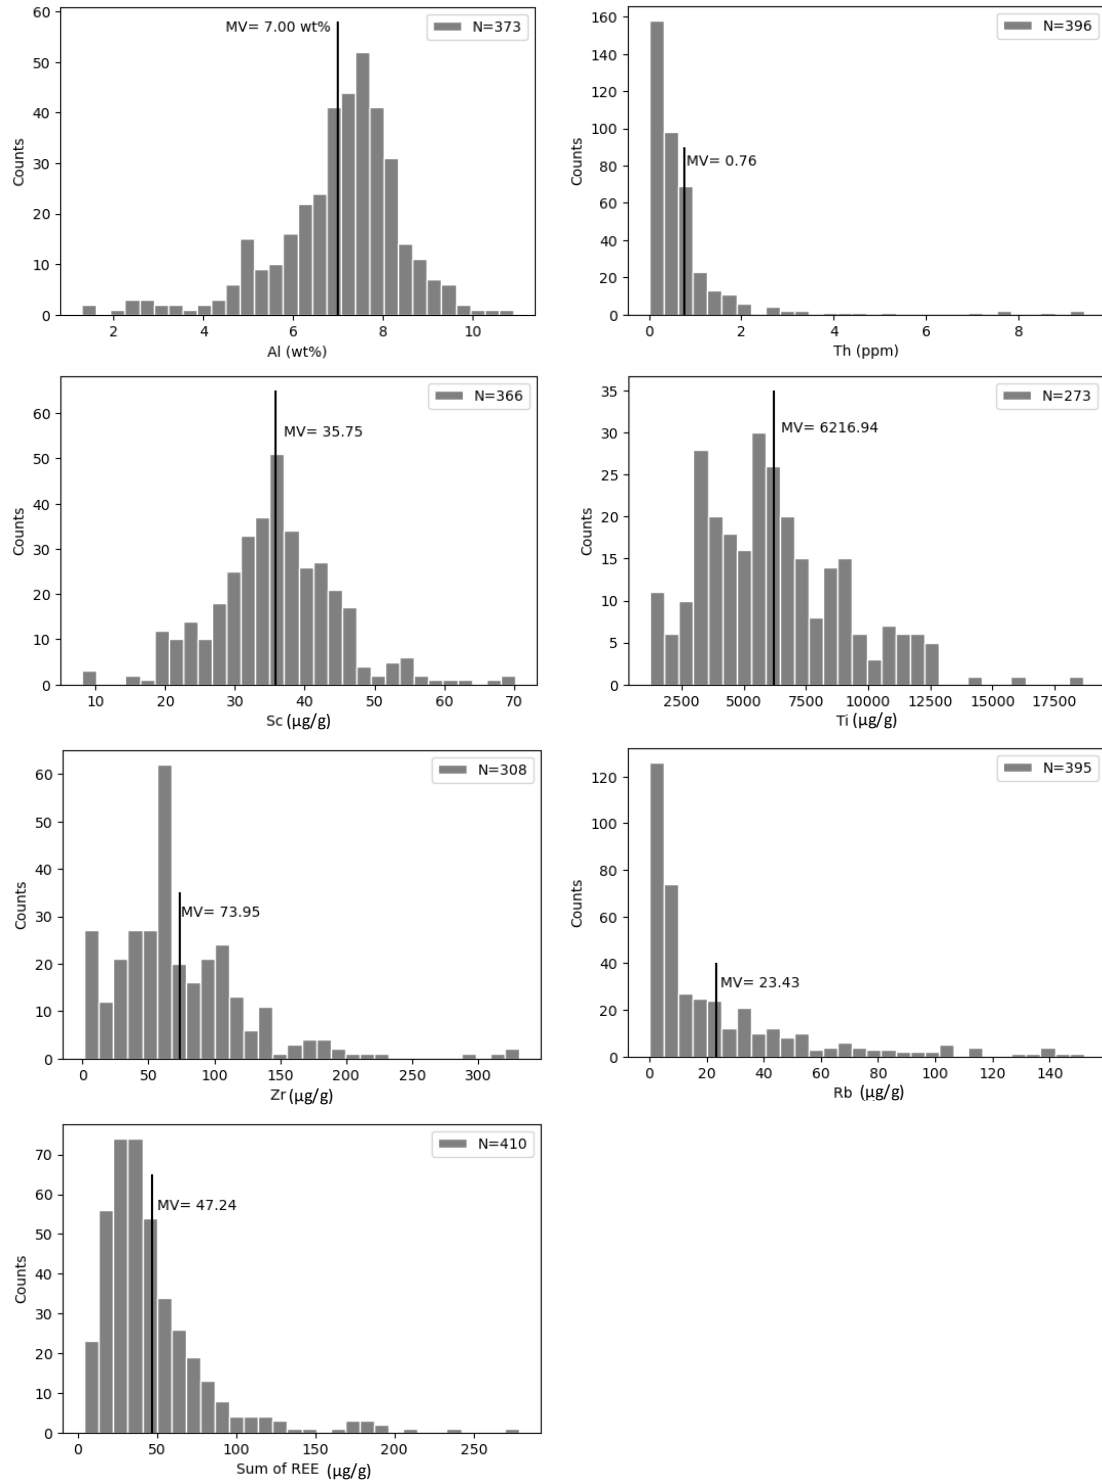 60
50
40
30
20
10
0
Counts
MV= 7.00 wt%
N=373
2 4 6 8 10
Al (wt%)
160
140
120
100
80
60
40
20
0
Counts
MV= 0.76
N=396
0 2 4 6 8
Th (ppm)
60
50
40
30
20
10
0
Counts
MV= 35.75
N=366
10 20 30 40 50 60 70
Sc (µg/g)
35
30
25
20
15
10
5
0
Counts
MV= 6216.94
N=273
2500 5000 7500 10000 12500 15000 17500
Ti (µg/g)
60
50
40
30
20
10
0
Counts
MV= 73.95
N=308
0 50 100 150 200 250 300
Zr (µg/g)
120
100
80
60
40
20
0
Counts
MV= 23.43
N=395
0 20 40 60 80 100 120 140
Rb (µg/g)
70
60
50
40
30
20
10
0
Counts
MV= 47.24
N=410
0 50 100 150 200 250
Sum of REE (µg/g)